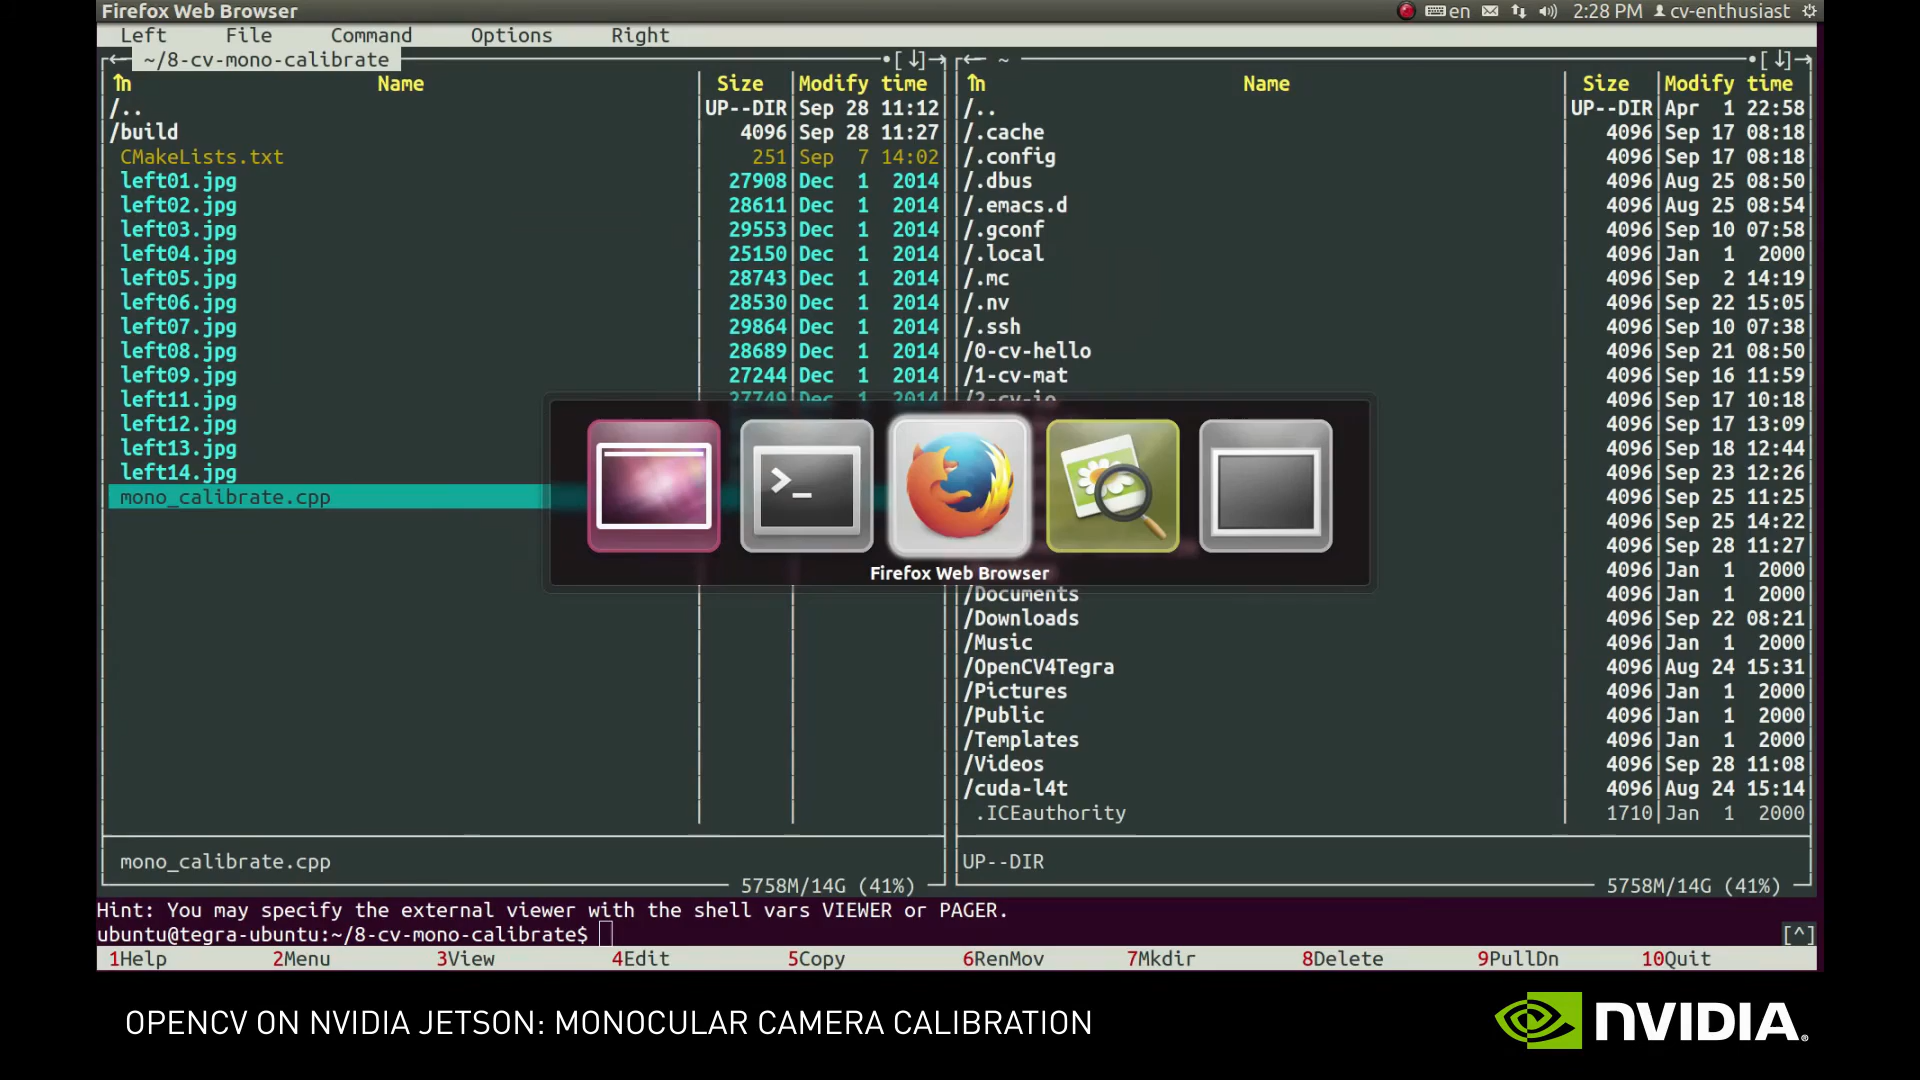 Firefox Web Browser en 2:28 PM cv-enthusiast
Left File Command Options Right
~/8-cv-mono-calibrate ~
Name Size Modify time Name Size Modify time
/.. UP--DIR Sep 28 11:12 /.. UP--DIR Apr 1 22:58
/build 4096 Sep 28 11:27 /.cache 4096 Sep 17 08:18
CMakeLists.txt 251 Sep 7 14:02 /.config 4096 Sep 17 08:18
left01.jpg 27908 Dec 1 2014 /.dbus 4096 Aug 25 08:50
left02.jpg 28611 Dec 1 2014 /.emacs.d 4096 Aug 25 08:54
left03.jpg 29553 Dec 1 2014 /.gconf 4096 Sep 10 07:58
left04.jpg 25150 Dec 1 2014 /.local 4096 Jan 1 2000
left05.jpg 28743 Dec 1 2014 /.mc 4096 Sep 2 14:19
left06.jpg 28530 Dec 1 2014 /.nv 4096 Sep 22 15:05
left07.jpg 29864 Dec 1 2014 /.ssh 4096 Sep 10 07:38
left08.jpg 28689 Dec 1 2014 /0-cv-hello 4096 Sep 21 08:50
left09.jpg 27244 Dec 1 2014 /1-cv-mat 4096 Sep 16 11:59
left11.jpg 27749 Dec 1 2014 /2-cv-io 4096 Sep 17 10:18
left12.jpg 4096 Sep 17 13:09
left13.jpg 4096 Sep 18 12:44
left14.jpg 4096 Sep 23 12:26
mono_calibrate.cpp 4096 Sep 25 11:25
4096 Sep 25 14:22
4096 Sep 28 11:27
Firefox Web Browser 4096 Jan 1 2000
/Documents 4096 Jan 1 2000
/Downloads 4096 Sep 22 08:21
/Music 4096 Jan 1 2000
/OpenCV4Tegra 4096 Aug 24 15:31
/Pictures 4096 Jan 1 2000
/Public 4096 Jan 1 2000
/Templates 4096 Jan 1 2000
/Videos 4096 Sep 28 11:08
/cuda-l4t 4096 Aug 24 15:14
.ICEauthority 1710 Jan 1 2000
mono_calibrate.cpp UP--DIR
5758M/14G (41%) 5758M/14G (41%)
Hint: You may specify the external viewer with the shell vars VIEWER or PAGER.
ubuntu@tegra-ubuntu:~/8-cv-mono-calibrate$ [^]
1Help 2Menu 3View 4Edit 5Copy 6RenMov 7Mkdir 8Delete 9PullDn 10Quit
OPENCV ON NVIDIA JETSON: MONOCULAR CAMERA CALIBRATION NVIDIA